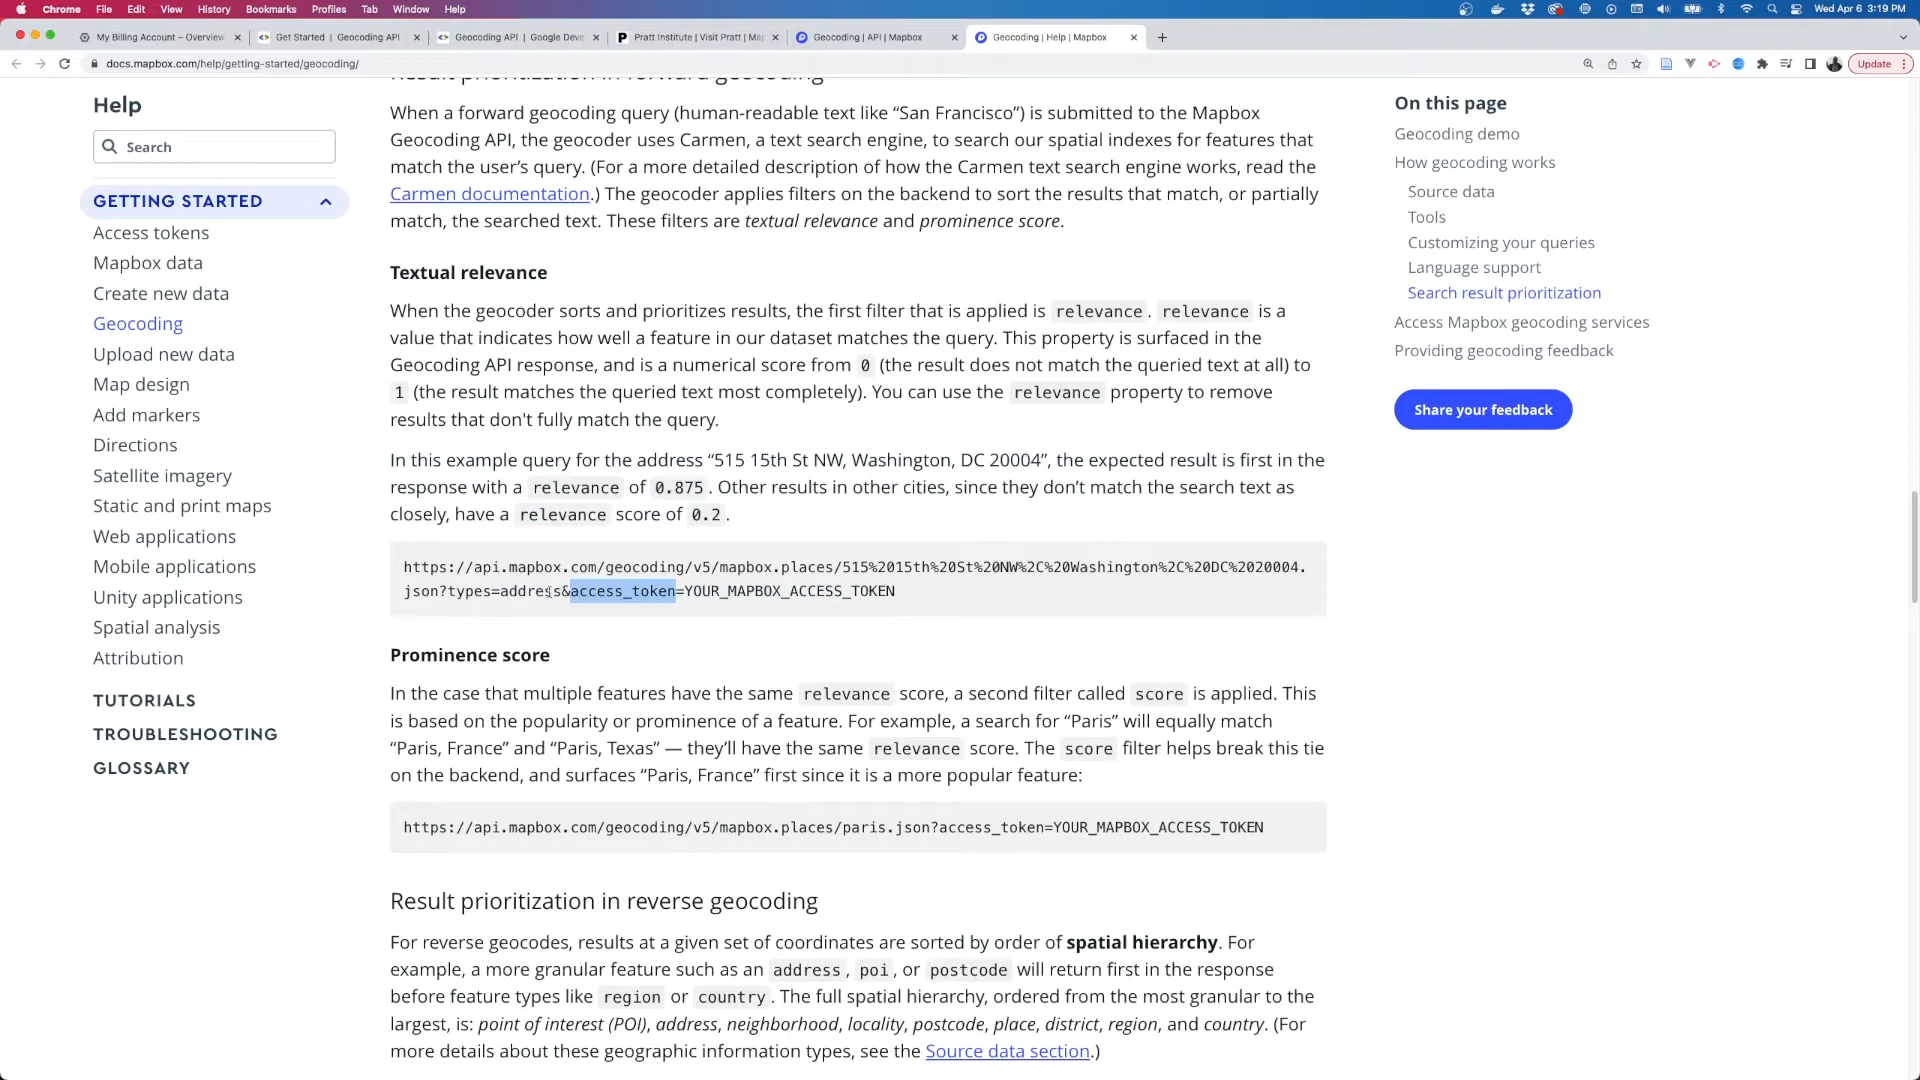 Chrome File Edit View History Bookmarks Profiles Tab Window Help Wed Apr 6 3:19 PM
My Billing Account – Overview Get Started | Geocoding API Geocoding API | Google Deve Pratt Institute | Visit Pratt | Ma Geocoding | API | Mapbox Geocoding | Help | Mapbox
docs.mapbox.com/help/getting-started/geocoding/ Update
Help
Search
GETTING STARTED
Access tokens
Mapbox data
Create new data
Geocoding
Upload new data
Map design
Add markers
Directions
Satellite imagery
Static and print maps
Web applications
Mobile applications
Unity applications
Spatial analysis
Attribution
TUTORIALS
TROUBLESHOOTING
GLOSSARY
Result prioritization in forward geocoding
When a forward geocoding query (human-readable text like “San Francisco”) is submitted to the Mapbox
Geocoding API, the geocoder uses Carmen, a text search engine, to search our spatial indexes for features that
match the user’s query. (For a more detailed description of how the Carmen text search engine works, read the
Carmen documentation.) The geocoder applies filters on the backend to sort the results that match, or partially
match, the searched text. These filters are textual relevance and prominence score.
Textual relevance
When the geocoder sorts and prioritizes results, the first filter that is applied is relevance. relevance is a
value that indicates how well a feature in our dataset matches the query. This property is surfaced in the
Geocoding API response, and is a numerical score from 0 (the result does not match the queried text at all) to
1 (the result matches the queried text most completely). You can use the relevance property to remove
results that don't fully match the query.
In this example query for the address “515 15th St NW, Washington, DC 20004”, the expected result is first in the
response with a relevance of 0.875. Other results in other cities, since they don’t match the search text as
closely, have a relevance score of 0.2.
https://api.mapbox.com/geocoding/v5/mapbox.places/515%2015th%20St%20NW%2C%20Washington%2C%20DC%2020004.
json?types=address&access_token=YOUR_MAPBOX_ACCESS_TOKEN
Prominence score
In the case that multiple features have the same relevance score, a second filter called score is applied. This
is based on the popularity or prominence of a feature. For example, a search for “Paris” will equally match
“Paris, France” and “Paris, Texas” — they’ll have the same relevance score. The score filter helps break this tie
on the backend, and surfaces “Paris, France” first since it is a more popular feature:
https://api.mapbox.com/geocoding/v5/mapbox.places/paris.json?access_token=YOUR_MAPBOX_ACCESS_TOKEN
Result prioritization in reverse geocoding
For reverse geocodes, results at a given set of coordinates are sorted by order of spatial hierarchy. For
example, a more granular feature such as an address, poi, or postcode will return first in the response
before feature types like region or country. The full spatial hierarchy, ordered from the most granular to the
largest, is: point of interest (POI), address, neighborhood, locality, postcode, place, district, region, and country. (For
more details about these geographic information types, see the Source data section.)
On this page
Geocoding demo
How geocoding works
Source data
Tools
Customizing your queries
Language support
Search result prioritization
Access Mapbox geocoding services
Providing geocoding feedback
Share your feedback